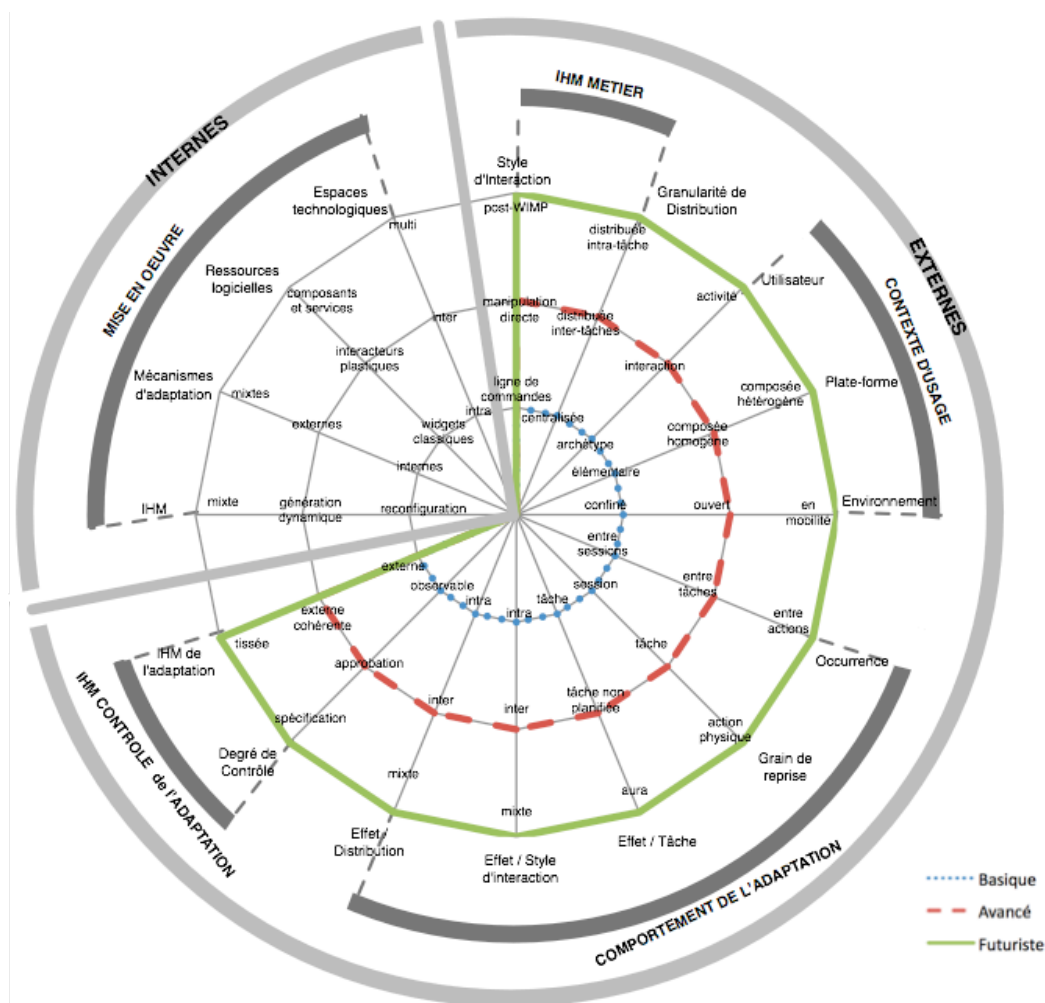 IHM METIER
INTERNES
EXTERNES
MISE EN OEUVRE
CONTEXTE D'USAGE
Style
d'Interaction
post-WIMP
manipulation
directe
ligne de
commandes
Granularité de
Distribution
distribuée
intra-tâche
distribuée
inter-tâches
centralisée
Utilisateur
activité
interaction
archétype
Plate-forme
composée
hétérogène
composée
homogène
élémentaire
Environnement
en
mobilité
ouvert
confiné
Occurrence
entre
actions
entre
tâches
entre
sessions
Grain de
reprise
action
physique
tâche
session
Effet / Tâche
aura
tâche non
planifiée
tâche
Effet / Style
d'interaction
mixte
inter
intra
Effet /
Distribution
mixte
inter
intra
Degré de
Contrôle
spécification
approbation
observable
IHM de
l'adaptation
tissée
externe
cohérente
externe
IHM
mixte
génération
dynamique
reconfiguration
Mécanismes
d'adaptation
mixtes
externes
internes
Ressources
logicielles
composants
et services
interacteurs
plastiques
widgets
classiques
Espaces
technologiques
multi
inter
intra
IHM CONTROLE de l'ADAPTATION
COMPORTEMENT DE L'ADAPTATION
Basique
Avancé
Futuriste